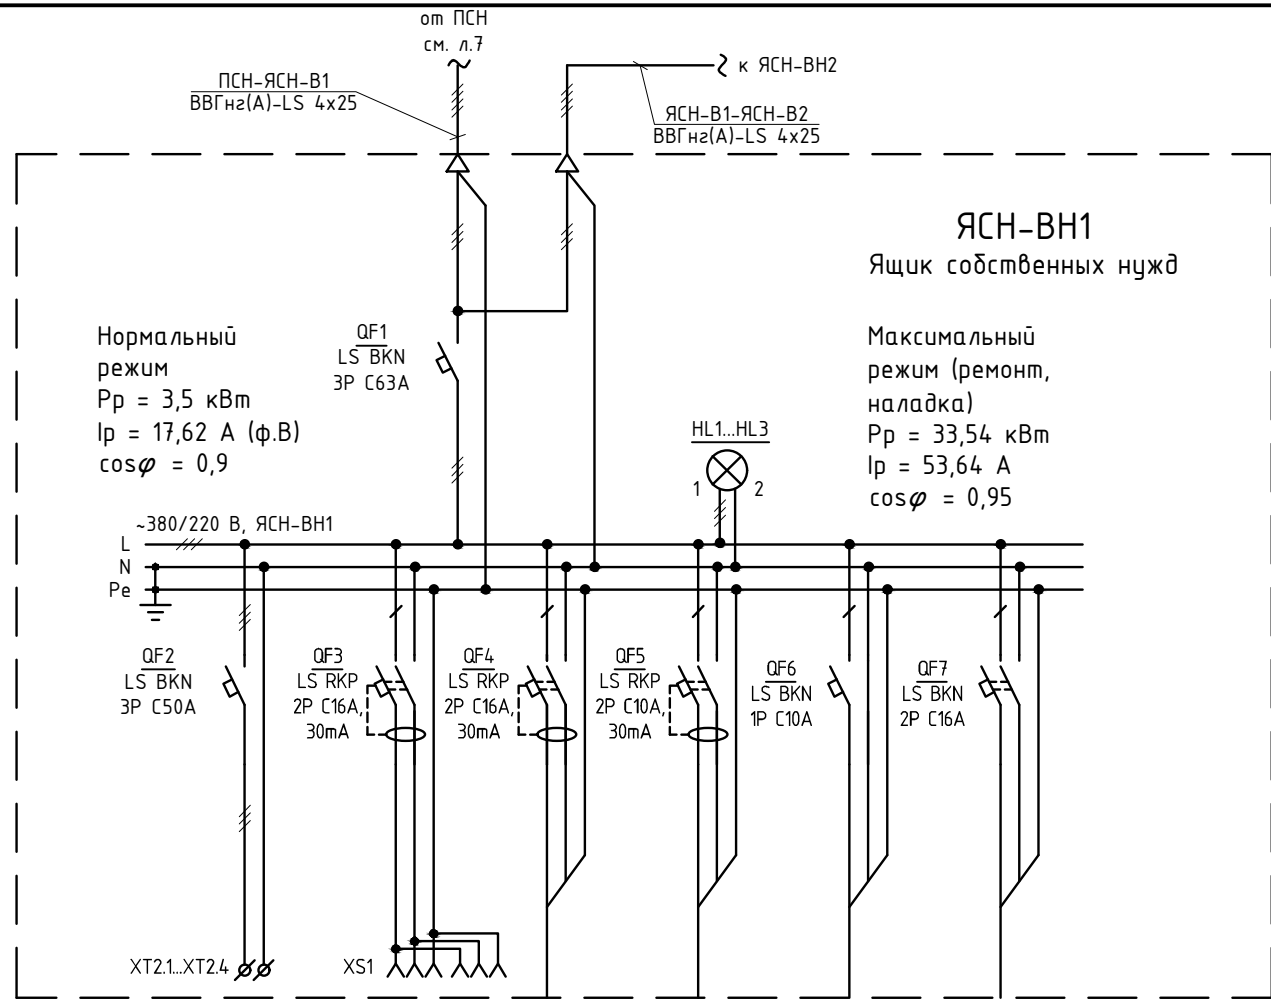 от ПСН
см. л.7
ПСН-ЯСН-В1
ВВГнг(А)-LS 4х25
к ЯСН-ВН2
ЯСН-В1-ЯСН-В2
ВВГнг(А)-LS 4х25
ЯСН-ВН1
Ящик собственных нужд
Нормальный
режим
Рр = 3,5 кВт
Iр = 17,62 А (ф.В)
cosφ = 0,9
QF1
LS BKN
3P C63A
Максимальный
режим (ремонт,
наладка)
Рр = 33,54 кВт
Iр = 53,64 А
cosφ = 0,95
HL1...HL3
1
2
~380/220 В, ЯСН-ВН1
L
N
Pe
QF2
LS BKN
3P C50A
QF3
LS RKP
2P C16A,
30mA
QF4
LS RKP
2P C16A,
30mA
QF5
LS RKP
2P C10A,
30mA
QF6
LS BKN
1P C10A
QF7
LS BKN
2P C16A
XT2.1...XT2.4
XS1